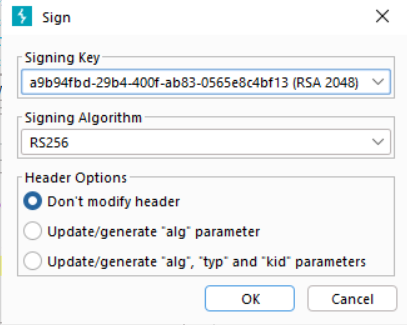 Sign
Signing Key
a9b94fbd-29b4-400f-ab83-0565e8c4bf13 (RSA 2048)
Signing Algorithm
RS256
Header Options
Don't modify header
Update/generate "alg" parameter
Update/generate "alg", "typ" and "kid" parameters
OK
Cancel